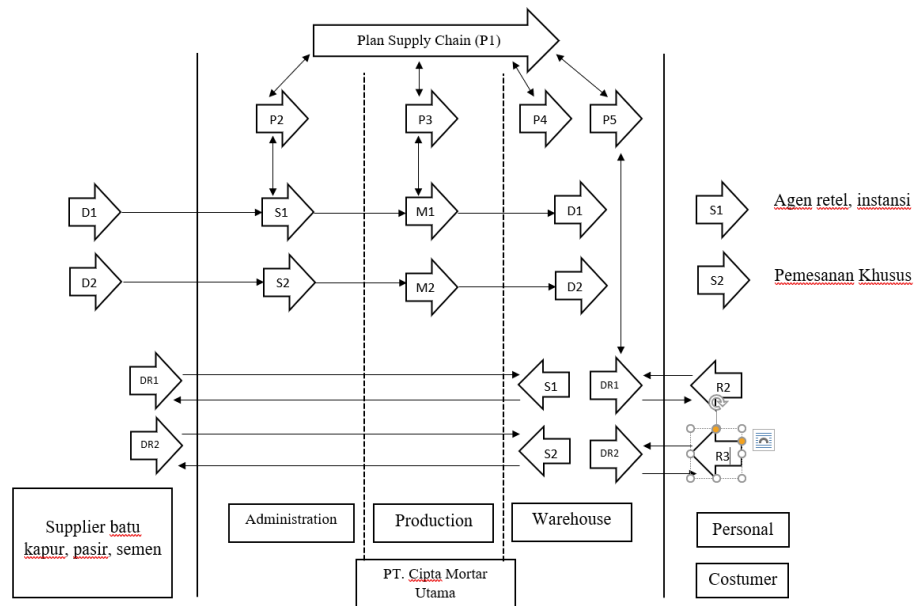 Plan Supply Chain (P1)
P2
P3
P4
P5
D1
S1
M1
D1
S1
Agen retel, instansi
D2
S2
M2
D2
S2
Pemesanan Khusus
DR1
S1
DR1
R2
DR2
S2
DR2
R3
Supplier batu
kapur, pasir, semen
Administration
Production
Warehouse
Personal
PT. Cipta Mortar
Utama
Costumer